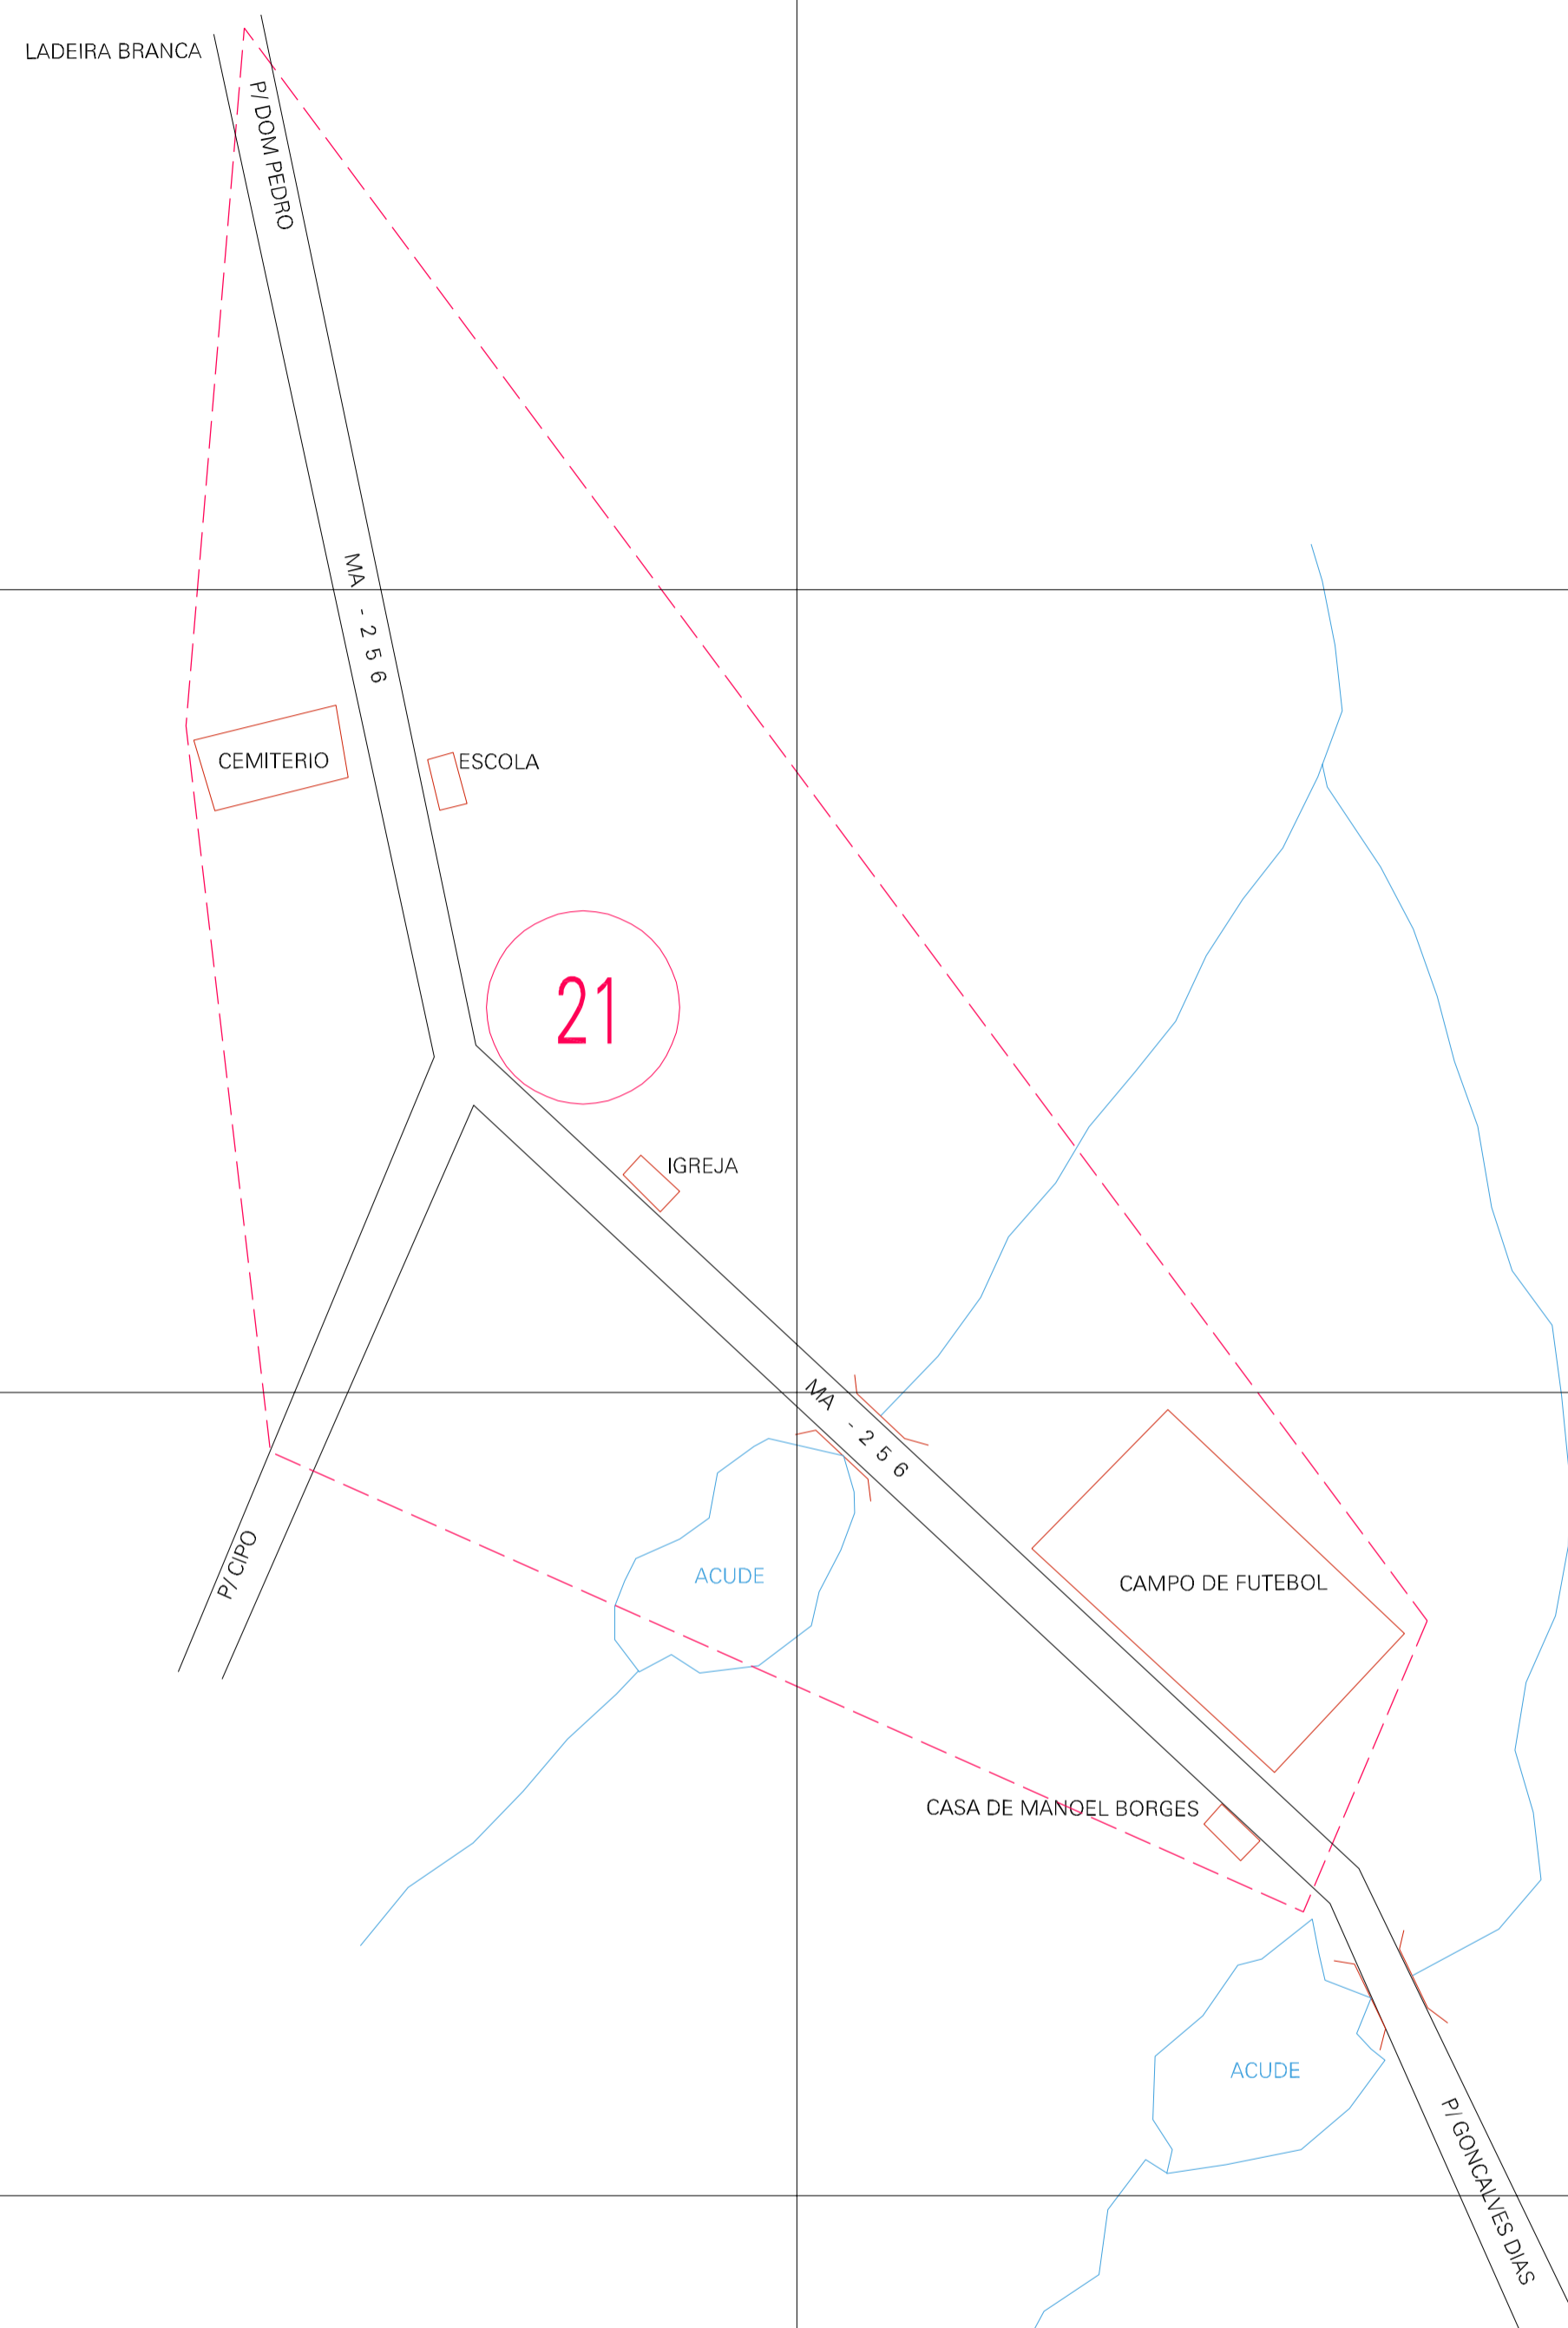 LADEIRA BRANCA
P/ DOM PEDRO
MA - 2 5 6
CEMITERIO
ESCOLA
21
IGREJA
MA - 2 5 6
P/ CIPO
ACUDE
CAMPO DE FUTEBOL
CASA DE MANOEL BORGES
ACUDE
P/ GONCALVES DIAS